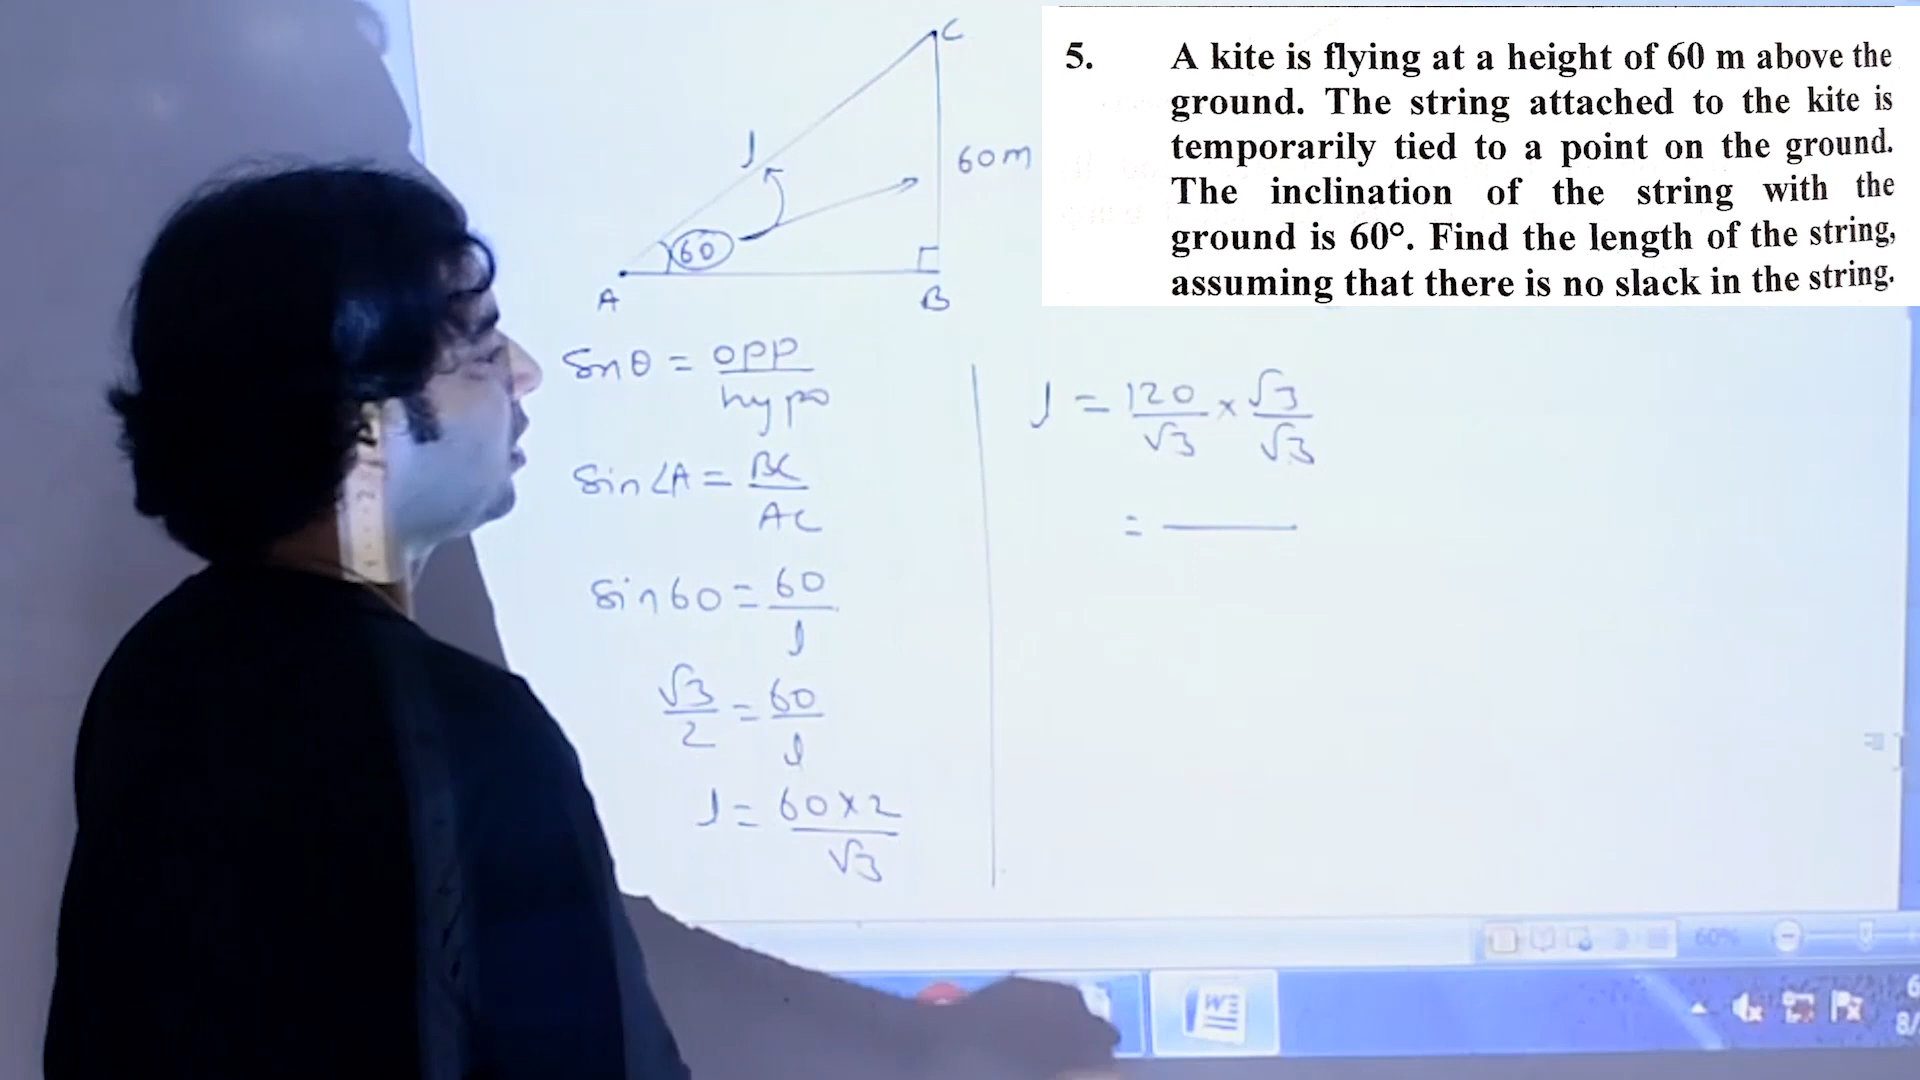 5. A kite is flying at a height of 60 m above the
ground. The string attached to the kite is
temporarily tied to a point on the ground.
The inclination of the string with the
ground is 60°. Find the length of the string,
assuming that there is no slack in the string.
C
l
60m
60
A
B
Sinθ = opp/hypo
Sin∠A = BC/AC
Sin60 = 60/l
√3/2 = 60/l
l = 60×2/√3
l = 120/√3 × √3/√3
=
60%
W
6
8/